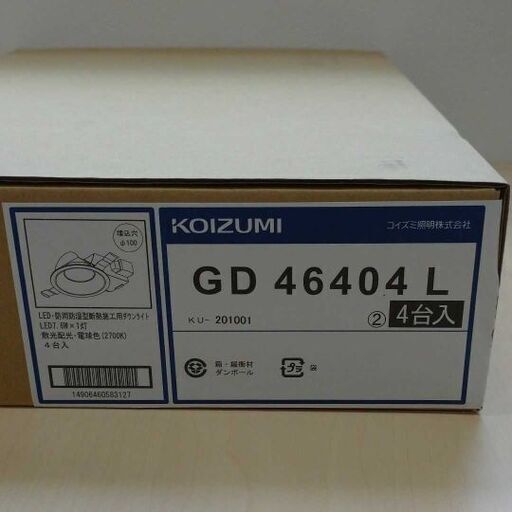 埋込穴
φ100
LED・防雨防湿型断熱施工用ダウンライト
LED7.6W×1灯
散光配光・電球色(2700K)
4台入
14906460583127
KOIZUMI
コイズミ照明株式会社
GD 46404 L
KU- 201001
② 4台入
箱・緩衝材
ダンボール
プラ
袋